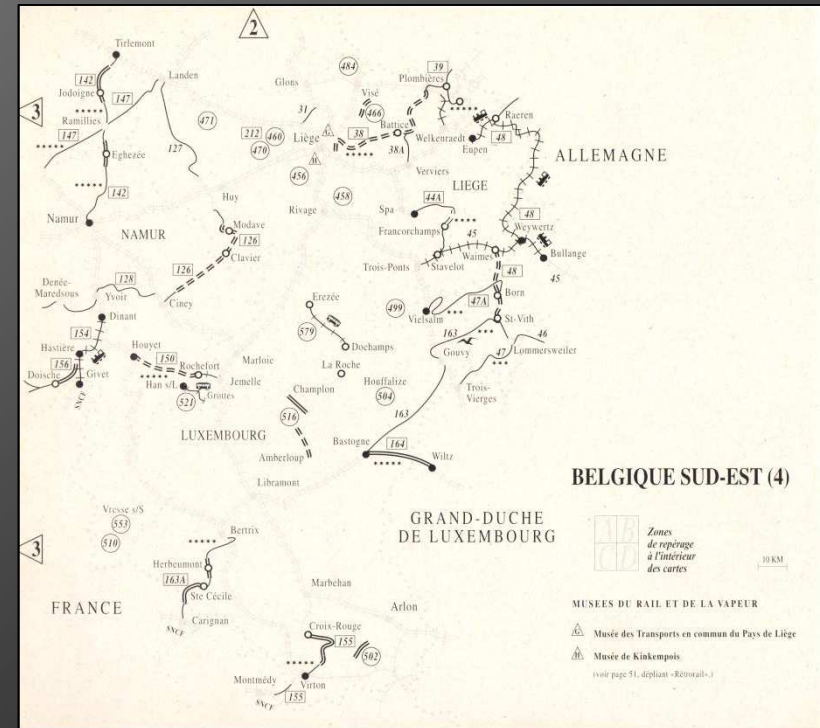 2
Tirlemont
484
39
142
Landen
Glons
Plombières
Jodoigne
147
Visé
3
Ramillies
471
31
466
Raeren
147
212
460
Liège
G
38
Battice
Welkenraedt
48
127
470
38A
Eupen
Eghezée
H
ALLEMAGNE
456
Verviers
142
LIEGE
Huy
458
44A
Namur
Rivage
Spa
48
Modave
Francorchamps
45
Weywertz
NAMUR
126
Waimes
Clavier
Trois-Ponts
Stavelot
Bullange
48
45
Denée-
Maredsous
128
126
Yvoir
Ciney
Erezée
499
47A
Born
Dinant
Vielsalm
St-Vith
154
579
163
46
Hastière
Houyet
Dochamps
Gouvy
47
Lommersweiler
156
150
Rochefort
Marloie
La Roche
Doische
Givet
Han s/L
Jemelle
Houffalize
Trois-
Vierges
SNCF
521
Grottes
Champlon
504
163
516
LUXEMBOURG
Bastogne
164
Amberloup
Wiltz
Libramont
BELGIQUE SUD-EST (4)
Vresse s/S
553
GRAND-DUCHE
DE LUXEMBOURG
A B
C D
Zones
de repérage
à l'intérieur
des cartes
10 KM
3
510
Bertrix
Herbeumont
163A
Marbehan
FRANCE
Ste Cécile
Arlon
MUSEES DU RAIL ET DE LA VAPEUR
SNCF
Carignan
Croix-Rouge
G Musée des Transports en commun du Pays de Liège
155
502
H Musée de Kinkempois
Montmédy
Virton
(voir page 51, dépliant «Rétrorail».)
SNCF
155